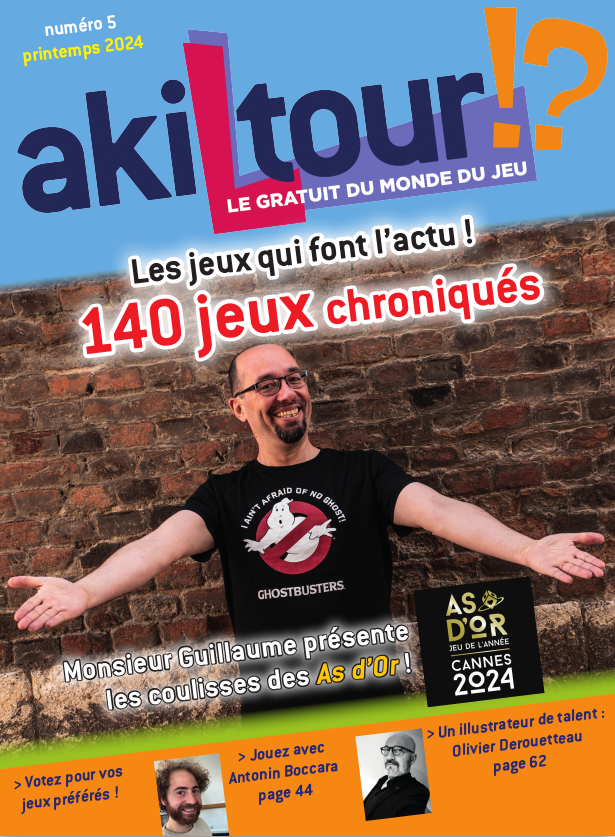 numéro 5
printemps 2024
akiltour!?
LE GRATUIT DU MONDE DU JEU
Les jeux qui font l'actu !
140 jeux chroniqués
I AIN'T AFRAID OF NO GHOST!
GHOSTBUSTERS
Monsieur Guillaume présente
les coulisses des As d'Or !
AS
D'OR
JEU DE L'ANNÉE
CANNES
2024
> Votez pour vos
jeux préférés !
> Jouez avec
Antonin Boccara
page 44
> Un illustrateur de talent :
Olivier Derouetteau
page 62